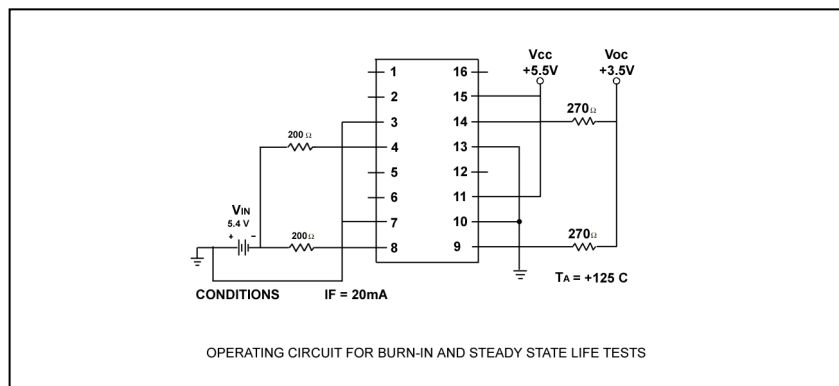 Vcc
Voc
+5.5V
+3.5V
1
16
2
15
270Ω
3
14
200 Ω
4
13
5
12
6
11
VIN
5.4 V
7
10
200Ω
270Ω
+ −
8
9
TA = +125 C
CONDITIONS IF = 20mA
OPERATING CIRCUIT FOR BURN-IN AND STEADY STATE LIFE TESTS